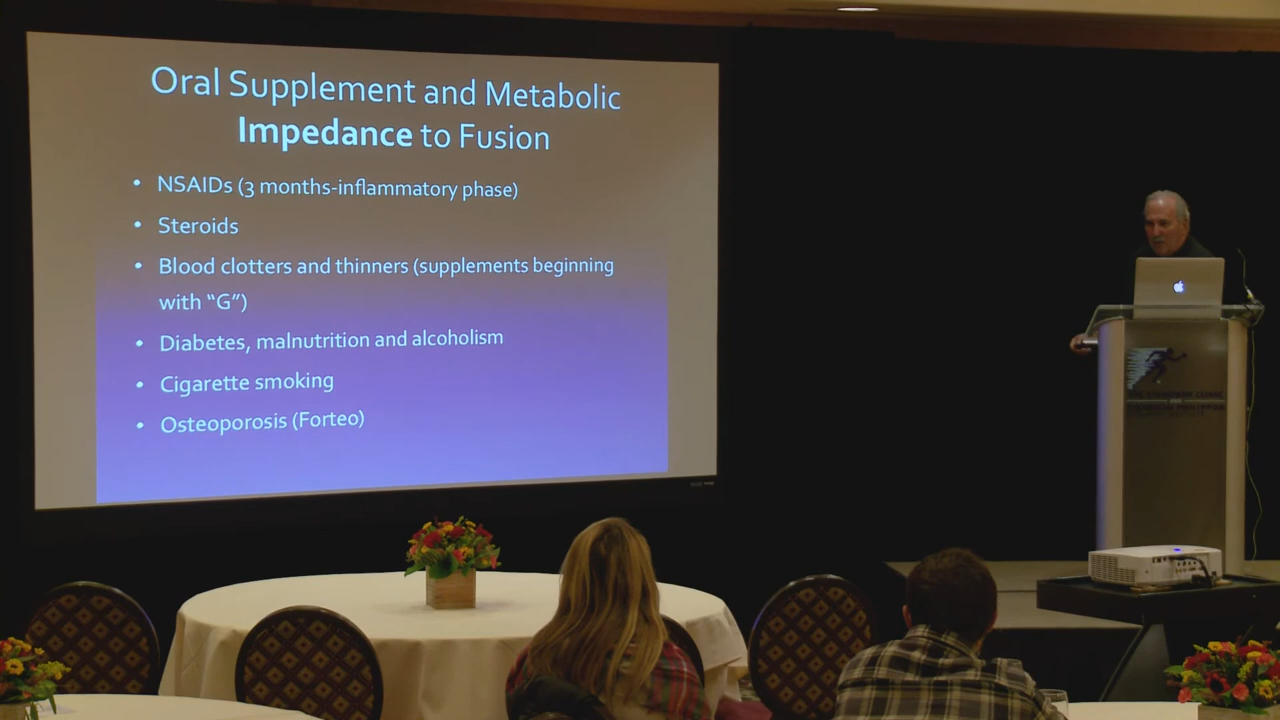 Oral Supplement and Metabolic
Impedance to Fusion
• NSAIDs (3 months-inflammatory phase)
• Steroids
• Blood clotters and thinners (supplements beginning
with “G”)
• Diabetes, malnutrition and alcoholism
• Cigarette smoking
• Osteoporosis (Forteo)